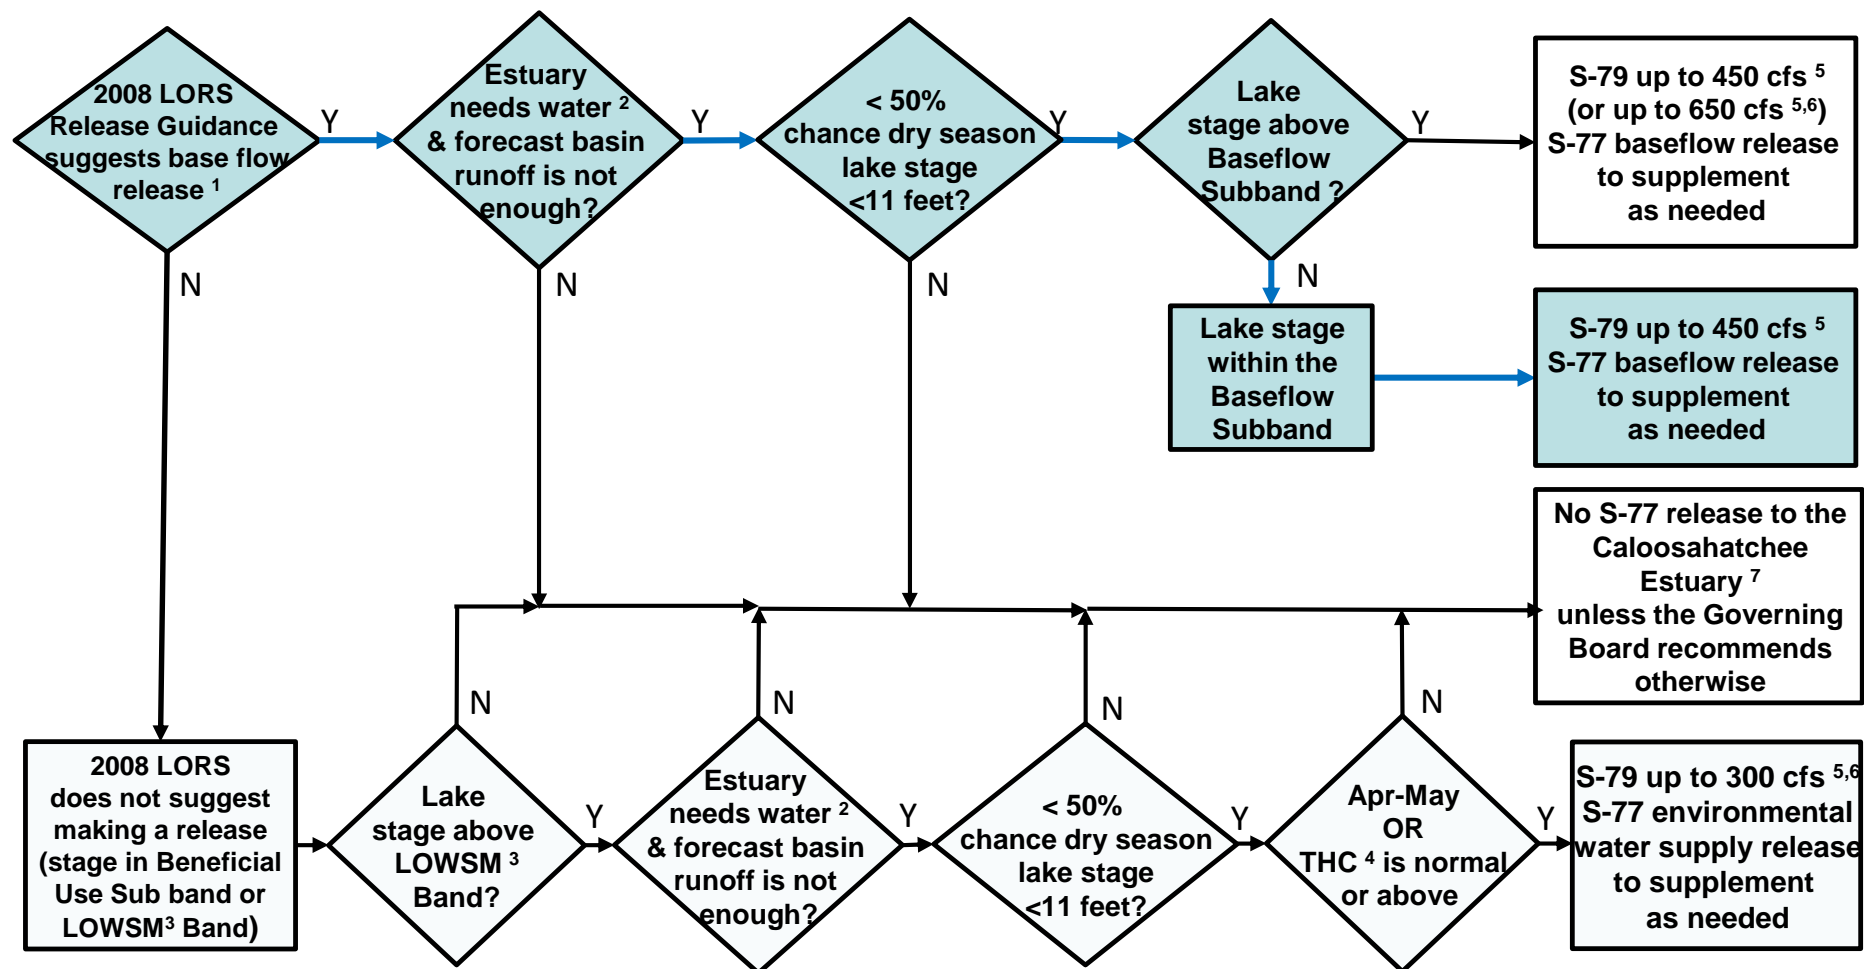 2008 LORS
Release Guidance
suggests base flow
release 1
Y
N
Estuary
needs water 2
& forecast basin
runoff is not
enough?
Y
N
< 50%
chance dry season
lake stage
<11 feet?
Y
N
Lake
stage above
Baseflow
Subband ?
Y
N
S-79 up to 450 cfs 5
(or up to 650 cfs 5,6)
S-77 baseflow release
to supplement
as needed
Lake stage
within the
Baseflow
Subband
S-79 up to 450 cfs 5
S-77 baseflow release
to supplement
as needed
No S-77 release to the
Caloosahatchee
Estuary 7
unless the Governing
Board recommends
otherwise
2008 LORS
does not suggest
making a release
(stage in Beneficial
Use Sub band or
LOWSM3 Band)
N
Lake
stage above
LOWSM 3
Band?
Y
N
Estuary
needs water 2
& forecast basin
runoff is not
enough?
Y
N
< 50%
chance dry season
lake stage
<11 feet?
Y
N
Apr-May
OR
THC 4 is normal
or above
Y
S-79 up to 300 cfs 5,6
S-77 environmental
water supply release
to supplement
as needed